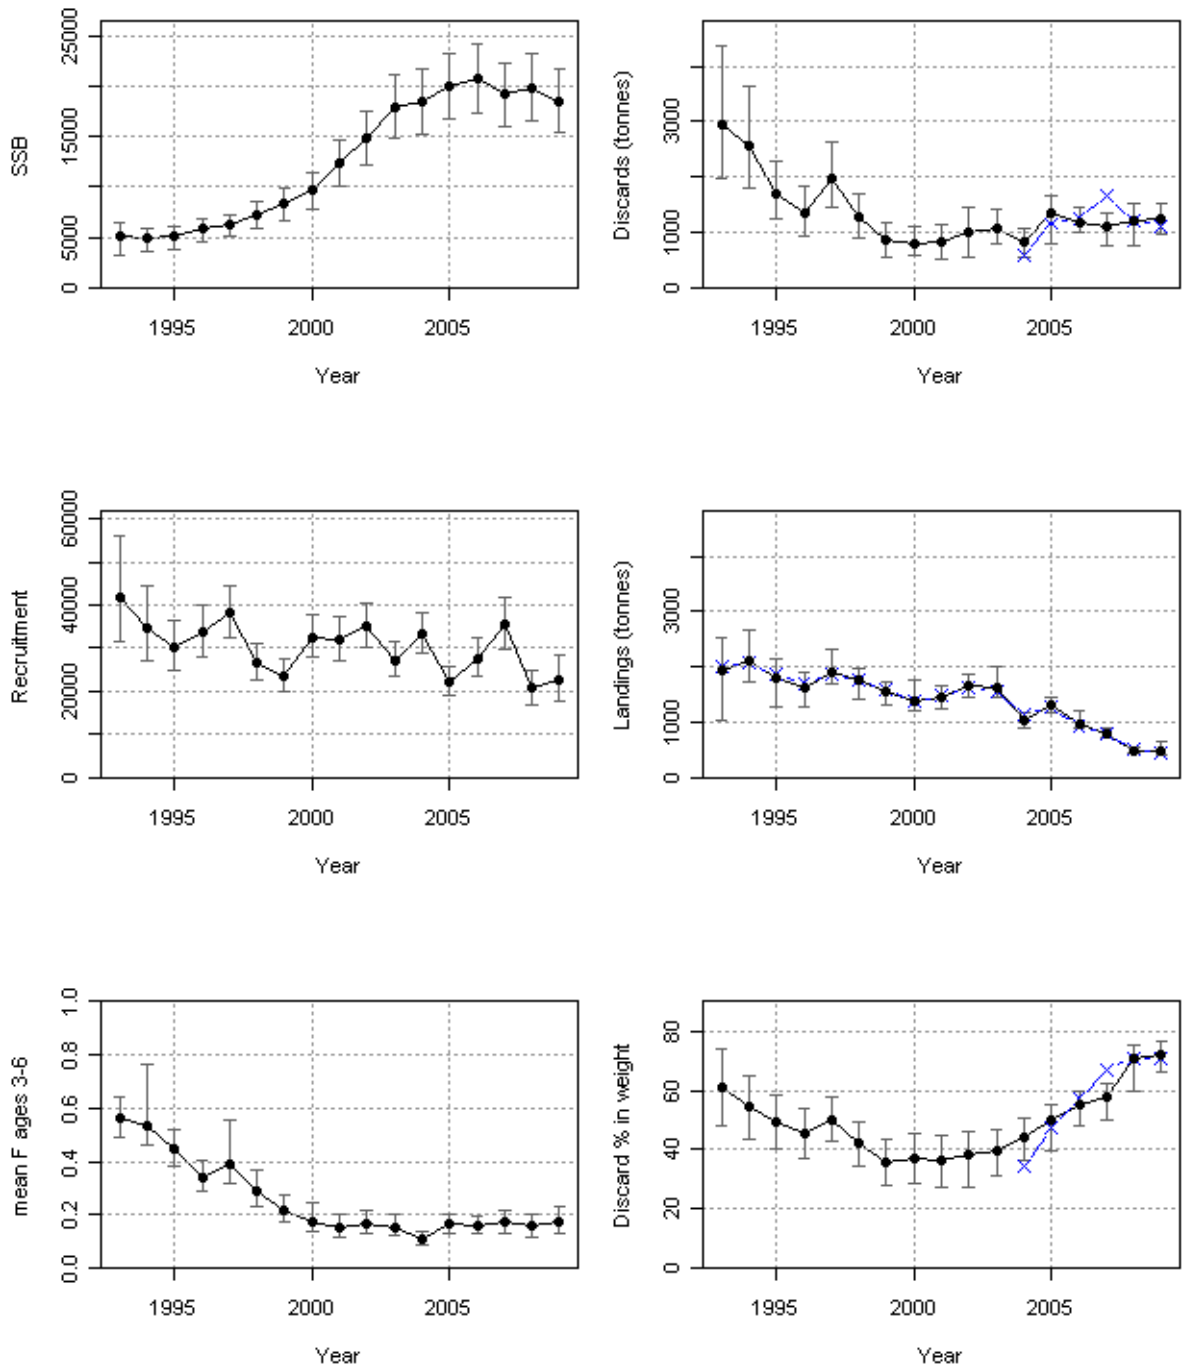 SSB
0 5000 15000 25000
1995 2000 2005
Year
Discards (tonnes)
0 1000 3000
1995 2000 2005
Year
Recruitment
0 20000 40000 60000
1995 2000 2005
Year
Landings (tonnes)
0 1000 3000
1995 2000 2005
Year
mean F ages 3-6
0.0 0.2 0.4 0.6 0.8 1.0
1995 2000 2005
Year
Discard % in weight
0 20 40 60 80
1995 2000 2005
Year